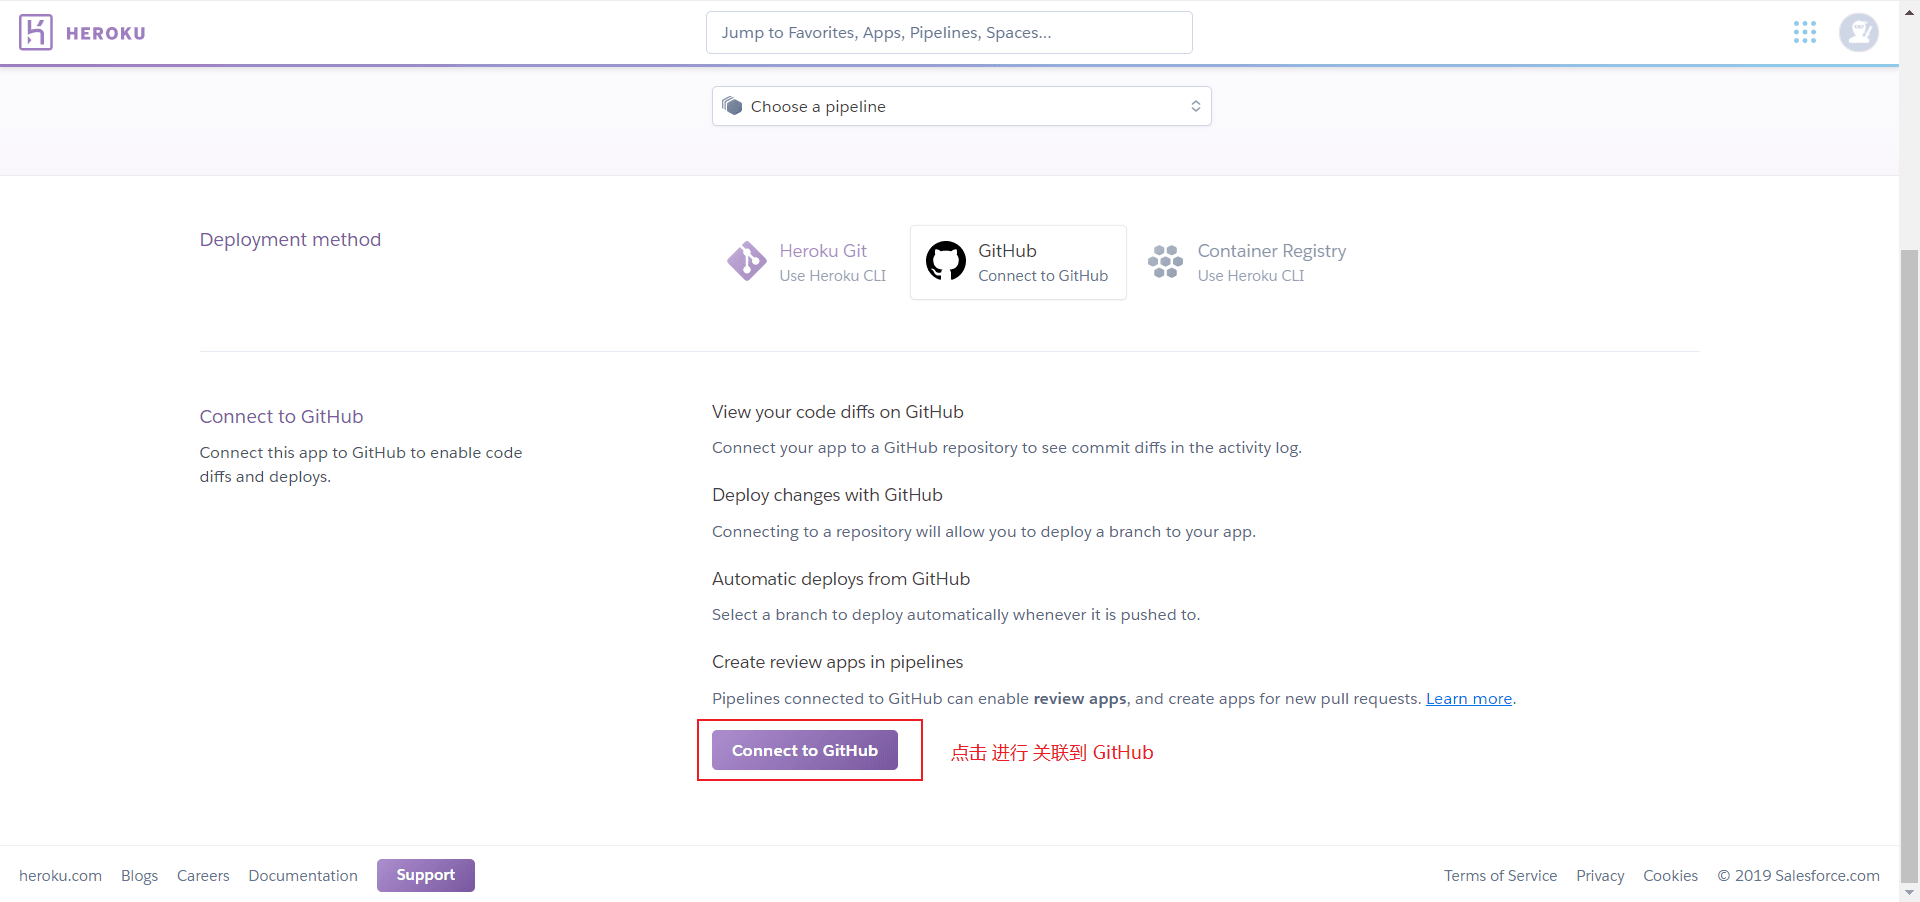 HEROKU
Jump to Favorites, Apps, Pipelines, Spaces...
Choose a pipeline
Deployment method
Heroku Git
Use Heroku CLI
GitHub
Connect to GitHub
Container Registry
Use Heroku CLI
Connect to GitHub
Connect this app to GitHub to enable code
diffs and deploys.
View your code diffs on GitHub
Connect your app to a GitHub repository to see commit diffs in the activity log.
Deploy changes with GitHub
Connecting to a repository will allow you to deploy a branch to your app.
Automatic deploys from GitHub
Select a branch to deploy automatically whenever it is pushed to.
Create review apps in pipelines
Pipelines connected to GitHub can enable review apps, and create apps for new pull requests. Learn more.
Connect to GitHub
点击 进行 关联到 GitHub
heroku.com Blogs Careers Documentation Support
Terms of Service Privacy Cookies © 2019 Salesforce.com